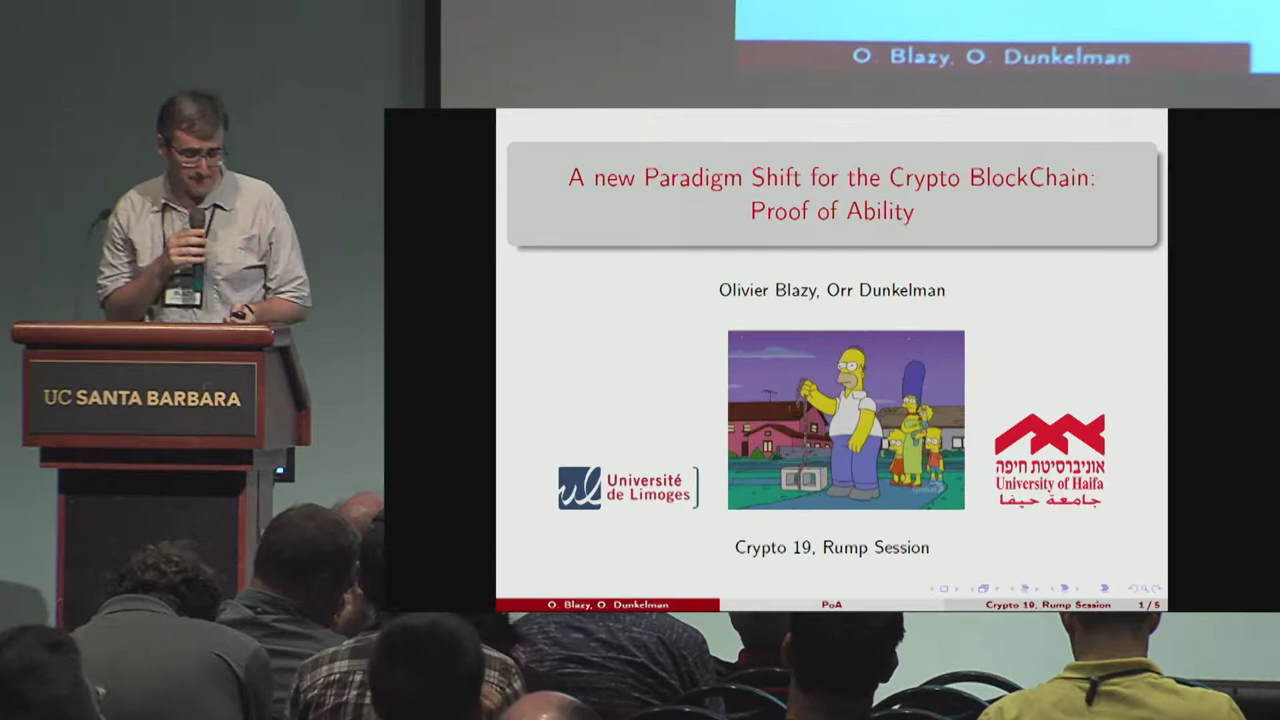 O. Blazy, O. Dunkelman
A new Paradigm Shift for the Crypto BlockChain:
Proof of Ability
Olivier Blazy, Orr Dunkelman
UC SANTA BARBARA
ul
Université
de Limoges
אוניברסיטת חיפה
University of Haifa
جامعة حيفا
Crypto 19, Rump Session
O. Blazy, O. Dunkelman
PoA
Crypto 19, Rump Session
1 / 5